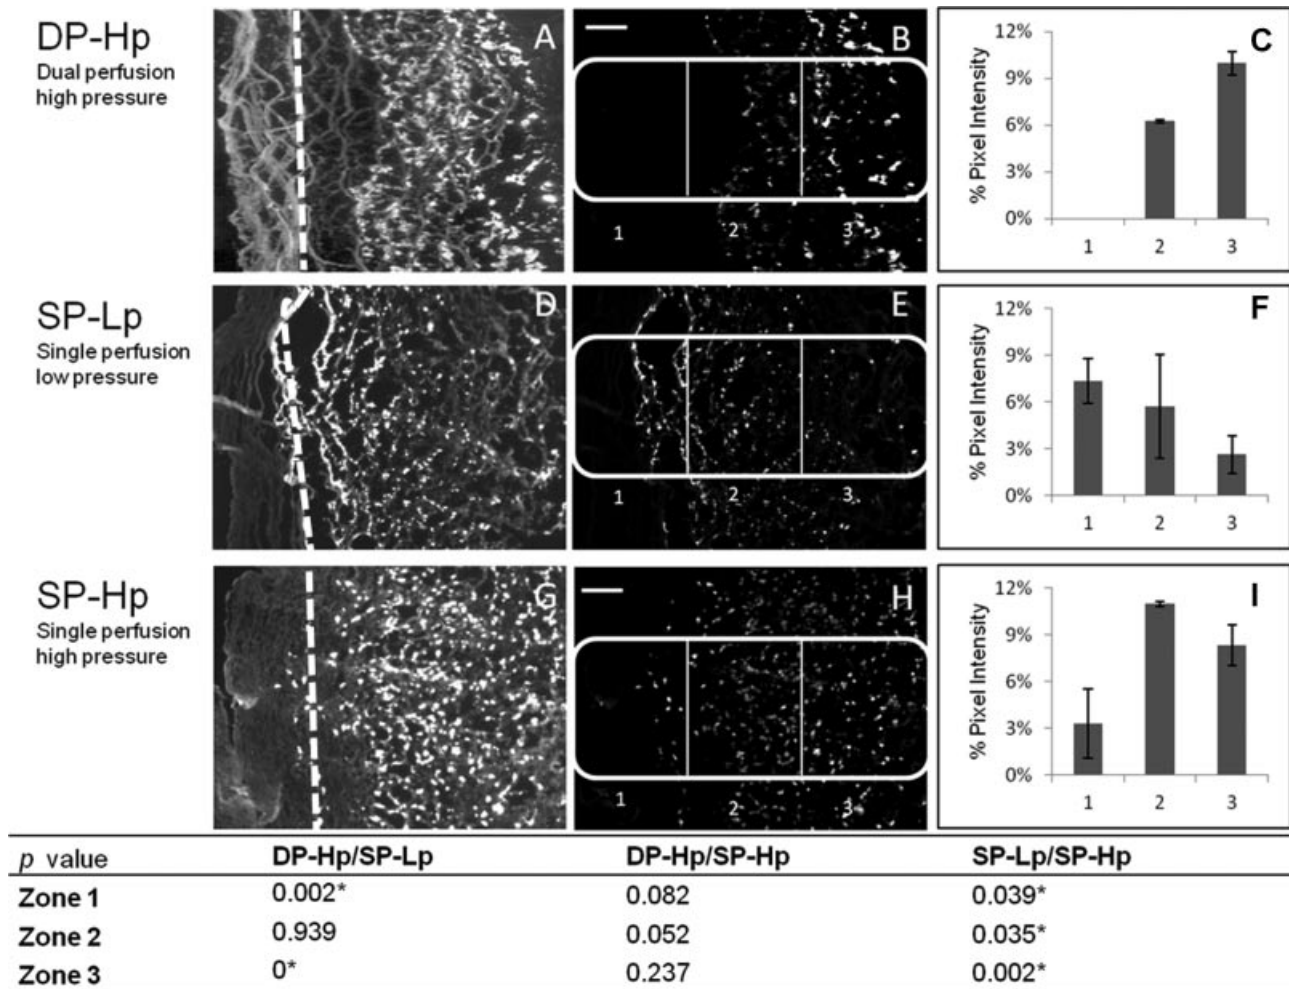 DP-Hp
Dual perfusion
high pressure
A
B
C
1
2
3
% Pixel Intensity
12%
9%
6%
3%
0%
1 2 3
SP-Lp
Single perfusion
low pressure
D
E
F
1
2
3
% Pixel Intensity
12%
9%
6%
3%
0%
1 2 3
SP-Hp
Single perfusion
high pressure
G
H
I
1
2
3
% Pixel Intensity
12%
9%
6%
3%
0%
1 2 3
p value DP-Hp/SP-Lp DP-Hp/SP-Hp SP-Lp/SP-Hp
Zone 1 0.002* 0.082 0.039*
Zone 2 0.939 0.052 0.035*
Zone 3 0* 0.237 0.002*